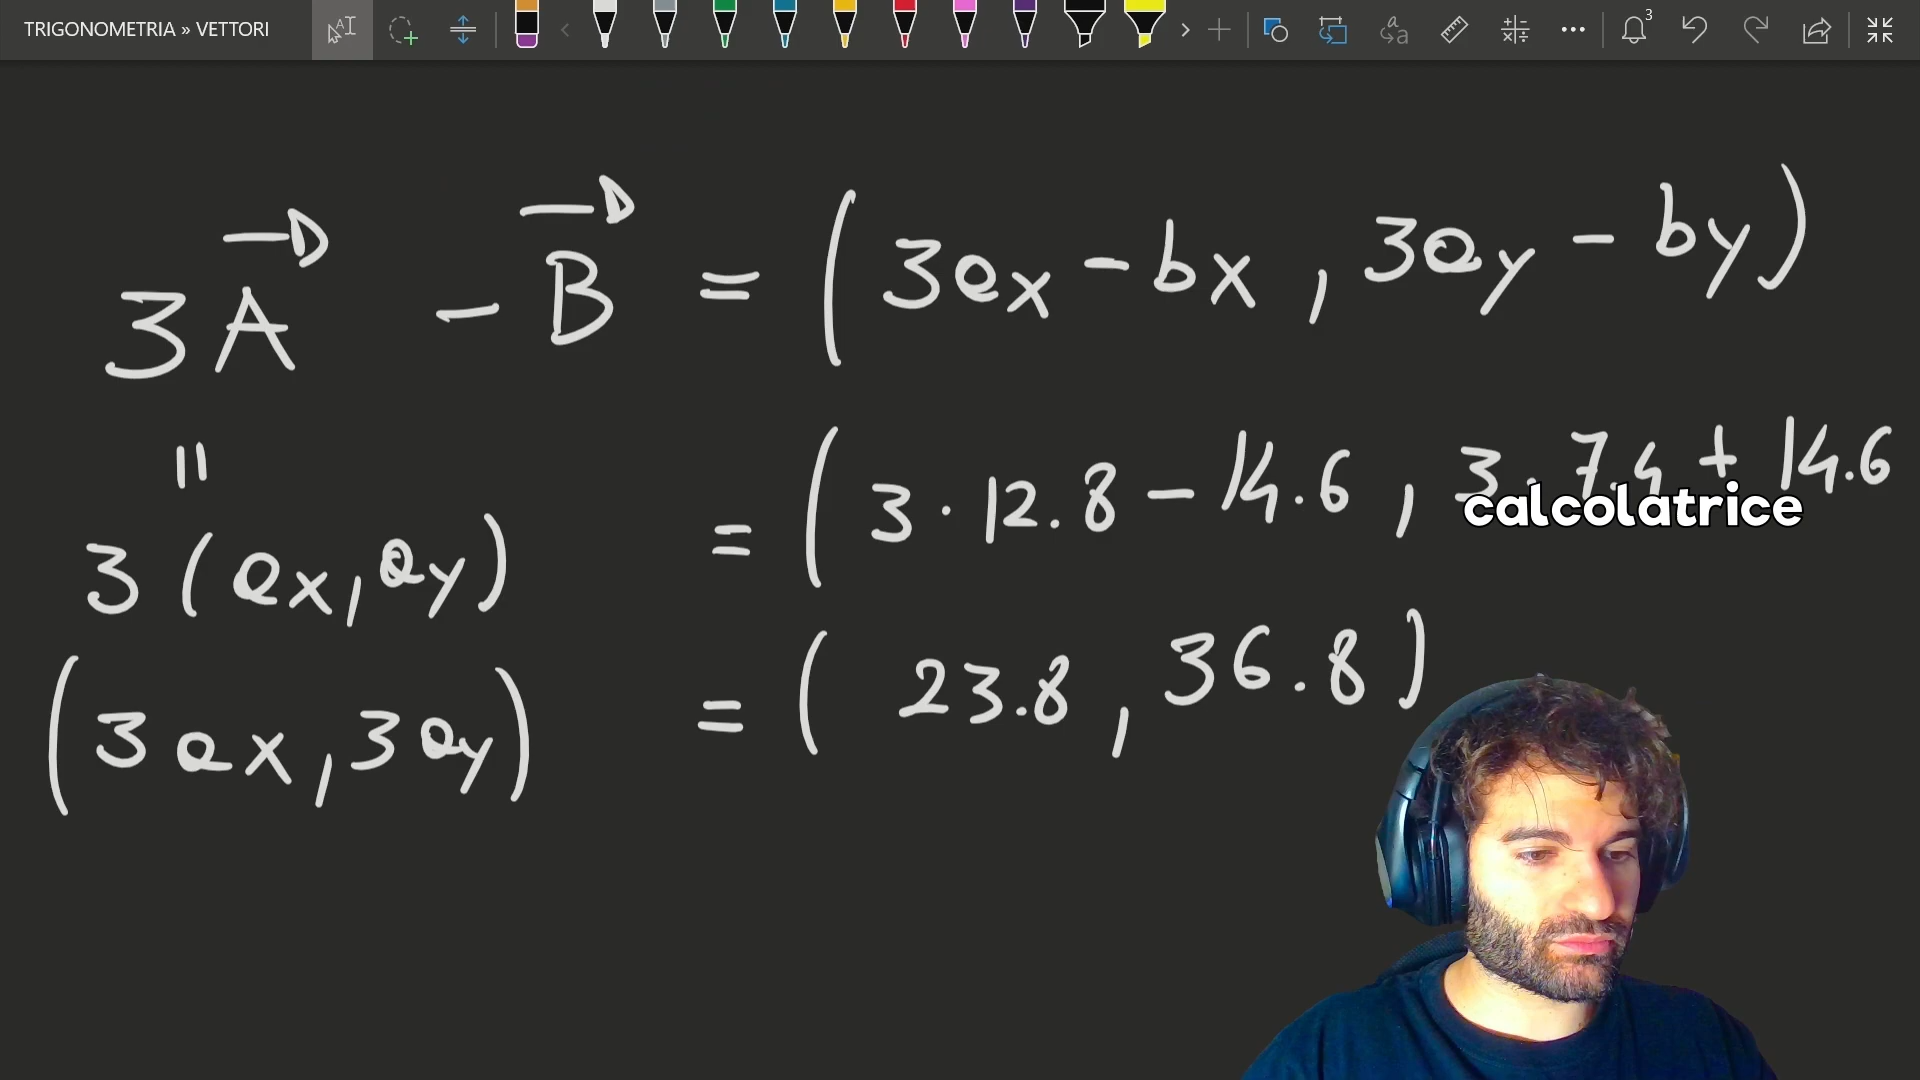 TRIGONOMETRIA » VETTORI
3
3A⃗ - B⃗ = (3ax - bx, 3ay - by)
= (3 · 12.8 - 14.6, 3 · 7.4 + 14.6
calcolatrice
"
3 (ax, ay)
(3ax, 3ay)
= (23.8, 36.8)